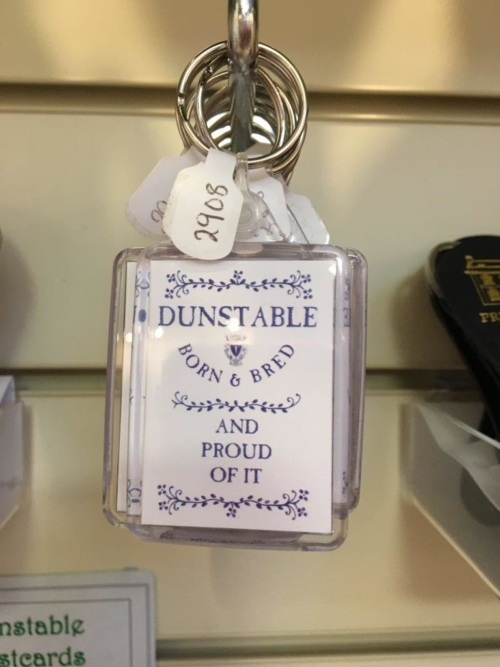 2908
DUNSTABLE
BORN & BRED
AND
PROUD
OF IT
nstable
stcards